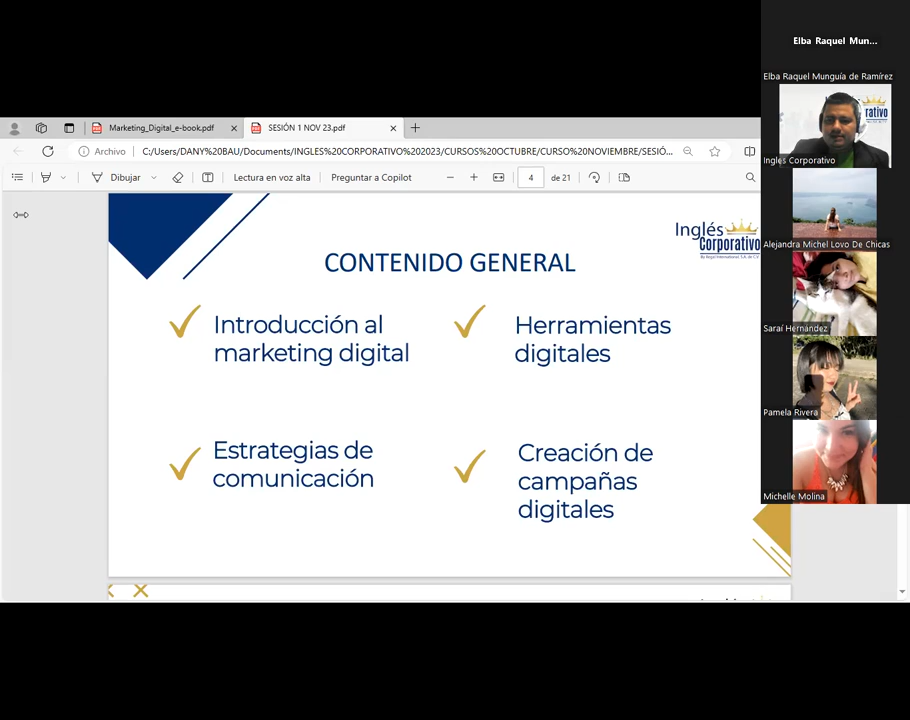 Elba Raquel Mun...
Elba Raquel Munguía de Ramírez
Marketing_Digital_e-book.pdf
SESIÓN 1 NOV 23.pdf
Archivo
C:/Users/DANY%20BAU/Documents/INGLES%20CORPORATIVO%202023/CURSOS%20OCTUBRE/CURSO%20NOVIEMBRE/SESIÓ...
Dibujar
Lectura en voz alta
Preguntar a Copilot
4
de 21
rativo
Inglés Corporativo
Alejandra Michel Lovo De Chicas
Saraí Hernández
Pamela Rivera
Michelle Molina
Inglés
Corporativo
CONTENIDO GENERAL
Introducción al
marketing digital
Herramientas
digitales
Estrategias de
comunicación
Creación de
campañas
digitales